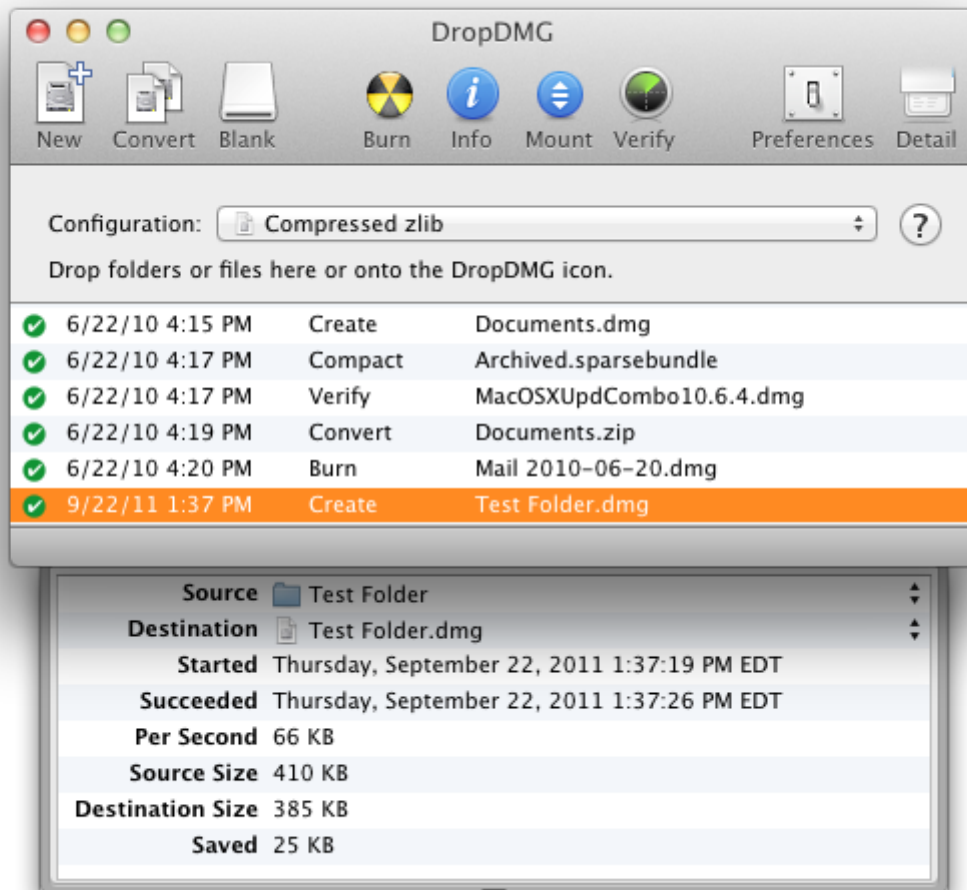 DropDMG
New Convert Blank Burn Info Mount Verify Preferences Detail
Configuration: Compressed zlib ?
Drop folders or files here or onto the DropDMG icon.
6/22/10 4:15 PM Create Documents.dmg
6/22/10 4:17 PM Compact Archived.sparsebundle
6/22/10 4:17 PM Verify MacOSXUpdCombo10.6.4.dmg
6/22/10 4:19 PM Convert Documents.zip
6/22/10 4:20 PM Burn Mail 2010-06-20.dmg
9/22/11 1:37 PM Create Test Folder.dmg
Source Test Folder
Destination Test Folder.dmg
Started Thursday, September 22, 2011 1:37:19 PM EDT
Succeeded Thursday, September 22, 2011 1:37:26 PM EDT
Per Second 66 KB
Source Size 410 KB
Destination Size 385 KB
Saved 25 KB